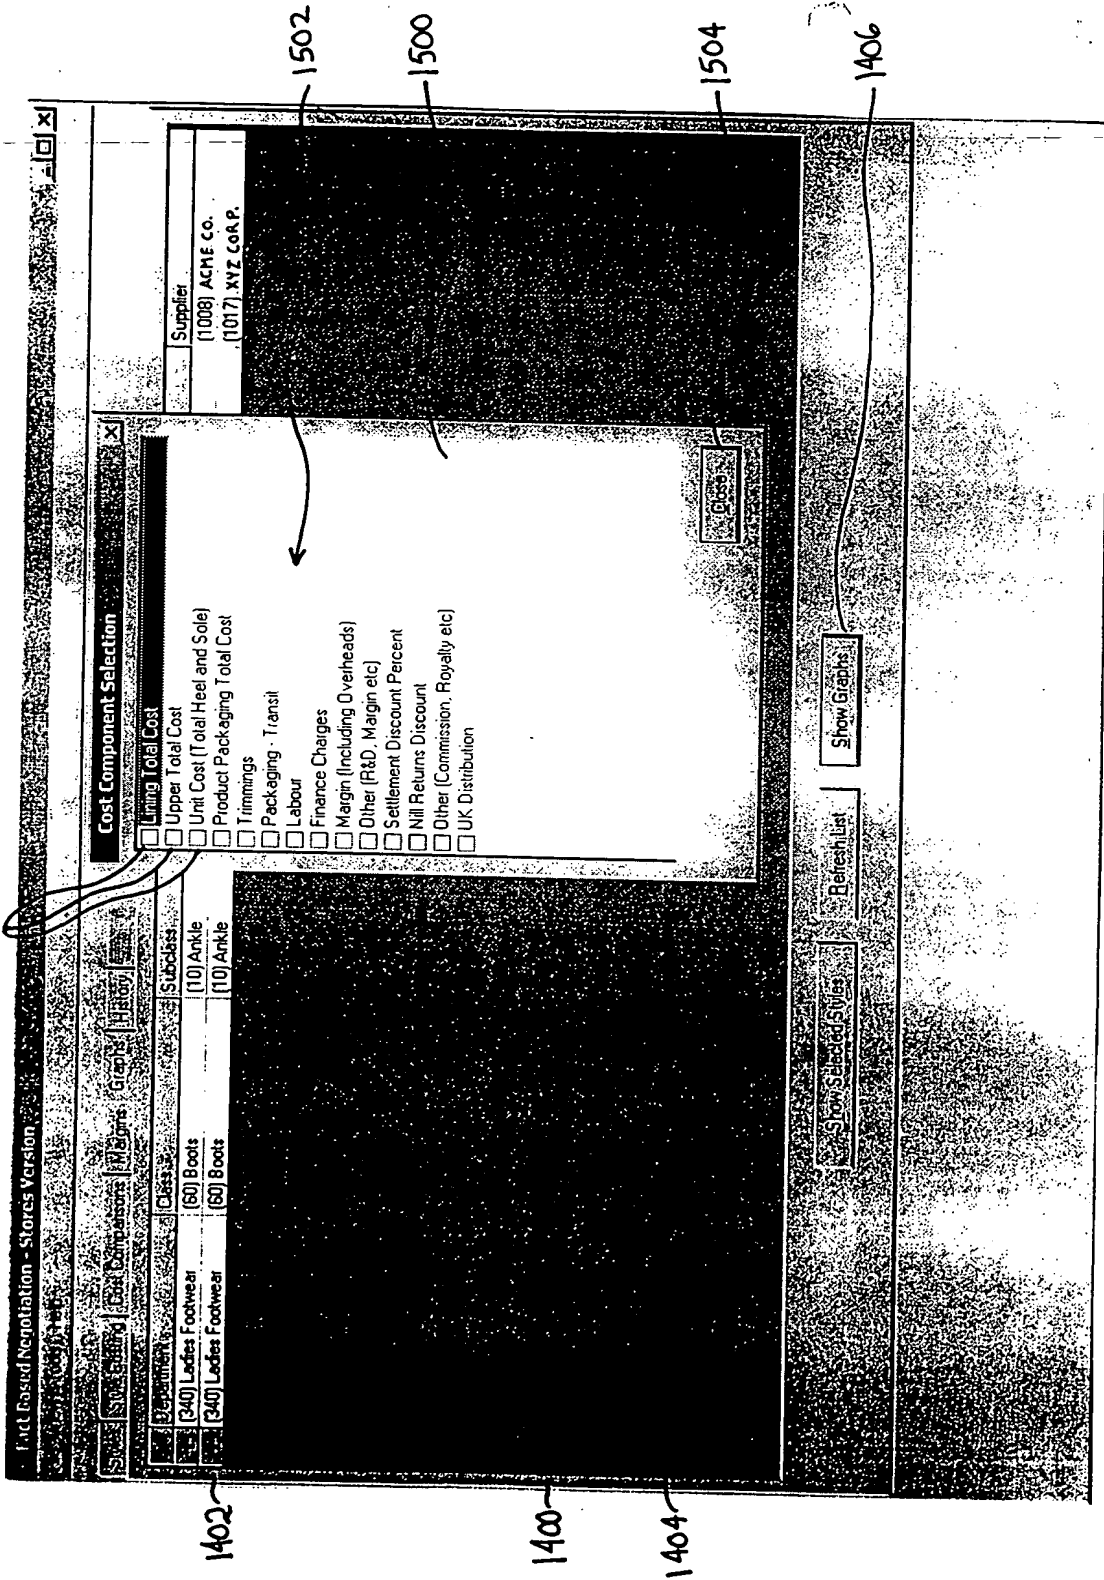 Fact Based Negotiation - Stores Version
Styles Style Costing Cost Comparisons Margins Graphs History
Department Class Subclass Supplier
(340) Ladies Footwear (60) Boots (10) Ankle (1008) ACME CO.
(340) Ladies Footwear (60) Boots (10) Ankle (1017) XYZ CORP.
Cost Component Selection
Lining Total Cost
Upper Total Cost
Unit Cost (Total Heel and Sole)
Product Packaging Total Cost
Trimmings
Packaging - Transit
Labour
Finance Charges
Margin (Including Overheads)
Other (R&D, Margin etc)
Settlement Discount Percent
Nill Returns Discount
Other (Commission, Royalty etc)
UK Distribution
Close
Show Selected Styles Refresh List Show Graphs
1502
1500
1504
1406
1402
1400
1404